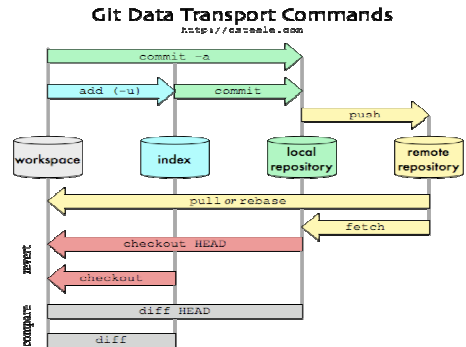 Git Data Transport Commands
http://osteele.com
commit -a
add (-u)
commit
push
workspace
index
local
repository
remote
repository
pull or rebase
fetch
revert
checkout HEAD
checkout
compare
diff HEAD
diff